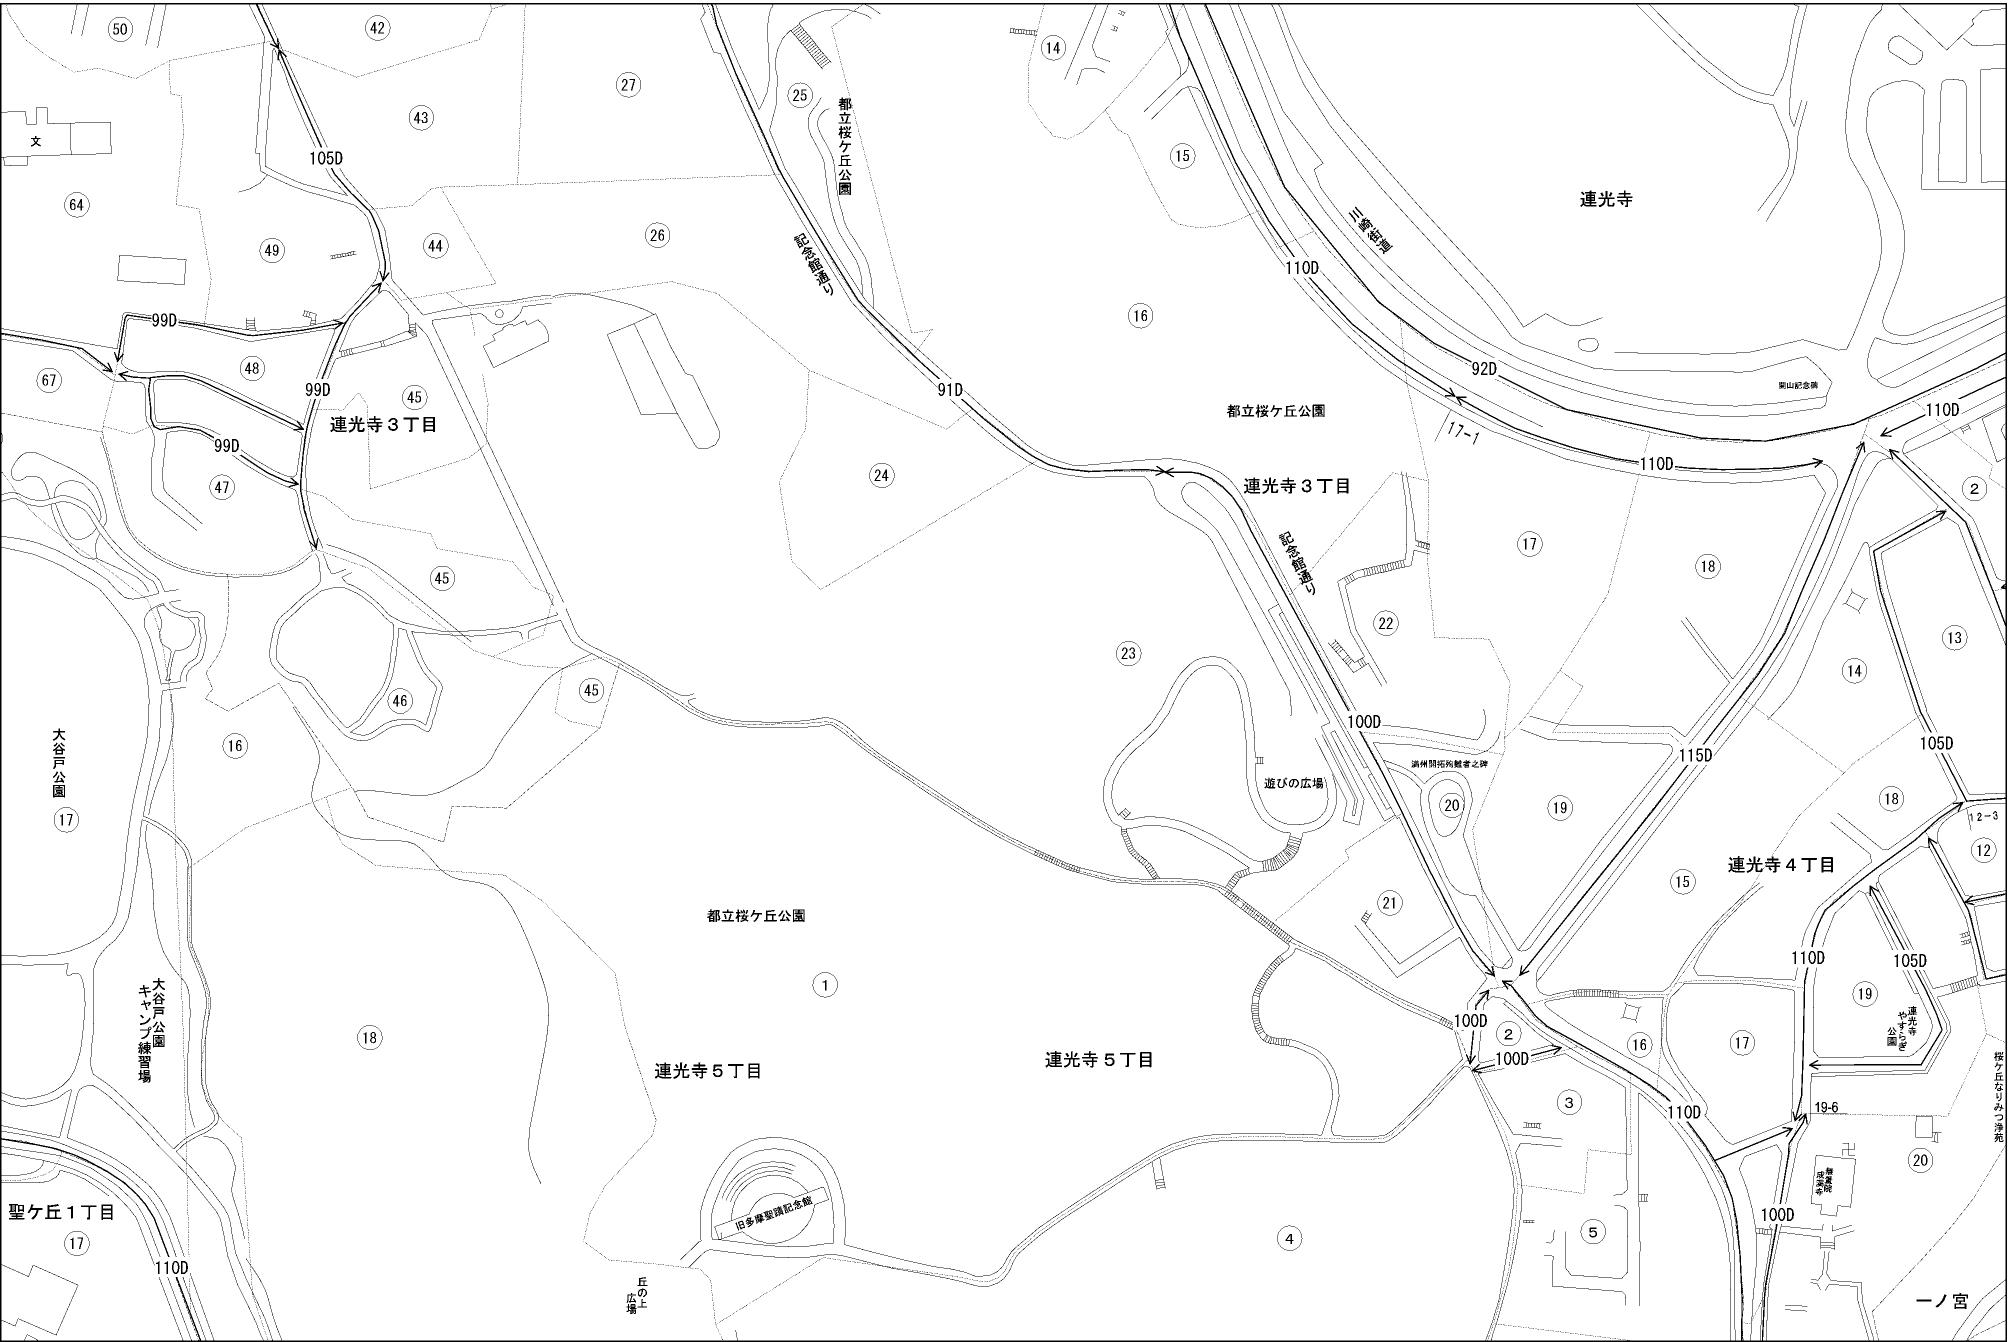 50
42
27
14
25
都立桜ケ丘公園
43
文
105D
15
64
連光寺
49
44
26
川崎街道
記念館通り
110D
16
99D
48
92D
67
99D
45
91D
開山記念碑
連光寺３丁目
都立桜ケ丘公園
110D
17-1
99D
110D
47
24
連光寺３丁目
2
記念館通り
17
18
45
22
13
23
14
45
46
100D
大谷戸公園
16
115D
105D
満州開拓殉難者之碑
遊びの広場
17
20
19
18
12-3
12
連光寺４丁目
15
21
都立桜ケ丘公園
110D
105D
1
大谷戸公園
キャンプ練習場
19
連光寺
やすらぎ
公園
100D
2
18
16
17
連光寺５丁目
連光寺５丁目
100D
桜ケ丘なりみつ浄苑
3
110D
19-6
20
聖ケ丘１丁目
旧多摩聖蹟記念館
100D
17
4
5
110D
丘の上
広場
一ノ宮